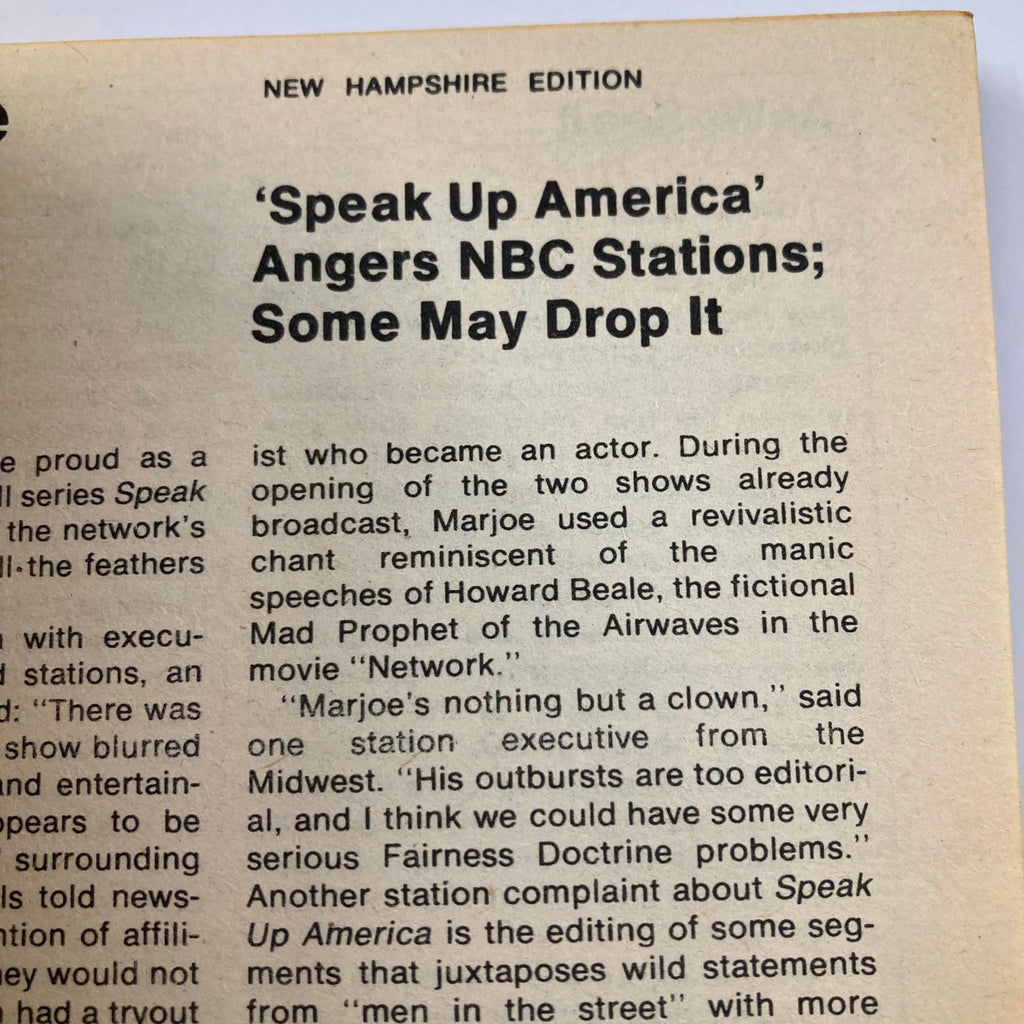 NEW HAMPSHIRE EDITION
'Speak Up America'
Angers NBC Stations;
Some May Drop It
proud as a
series Speak
the network's
the feathers
with execu-
stations, an
"There was
show blurred
entertain-
to be
surrounding
told news-
of affili-
would not
had a tryout
ist who became an actor. During the
opening of the two shows already
broadcast, Marjoe used a revivalistic
chant reminiscent of the manic
speeches of Howard Beale, the fictional
Mad Prophet of the Airwaves in the
movie "Network."
"Marjoe's nothing but a clown," said
one station executive from the
Midwest. "His outbursts are too editori-
al, and I think we could have some very
serious Fairness Doctrine problems."
Another station complaint about Speak
Up America is the editing of some seg-
ments that juxtaposes wild statements
from "men in the street" with more